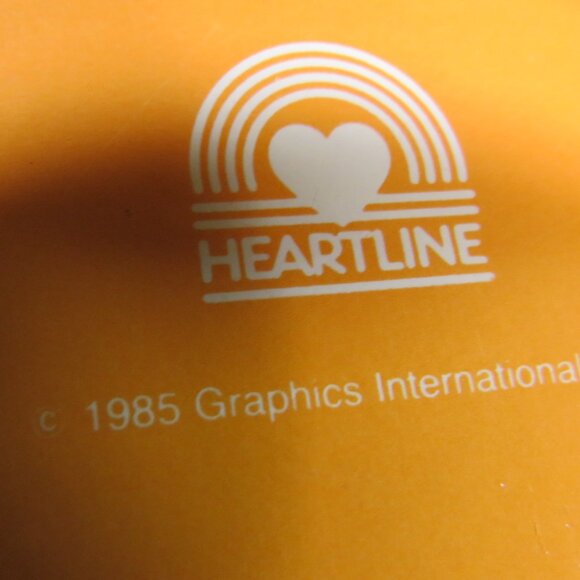 HEARTLINE
c 1985 Graphics International